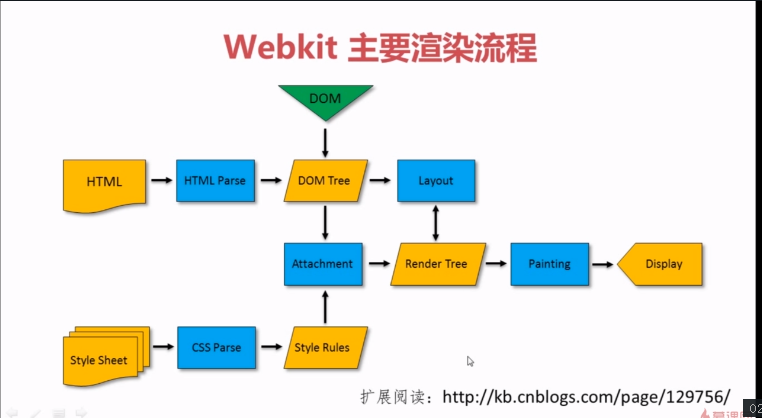 Webkit 主要渲染流程
DOM
HTML
HTML Parse
DOM Tree
Layout
Attachment
Render Tree
Painting
Display
Style Sheet
CSS Parse
Style Rules
扩展阅读：http://kb.cnblogs.com/page/129756/
02